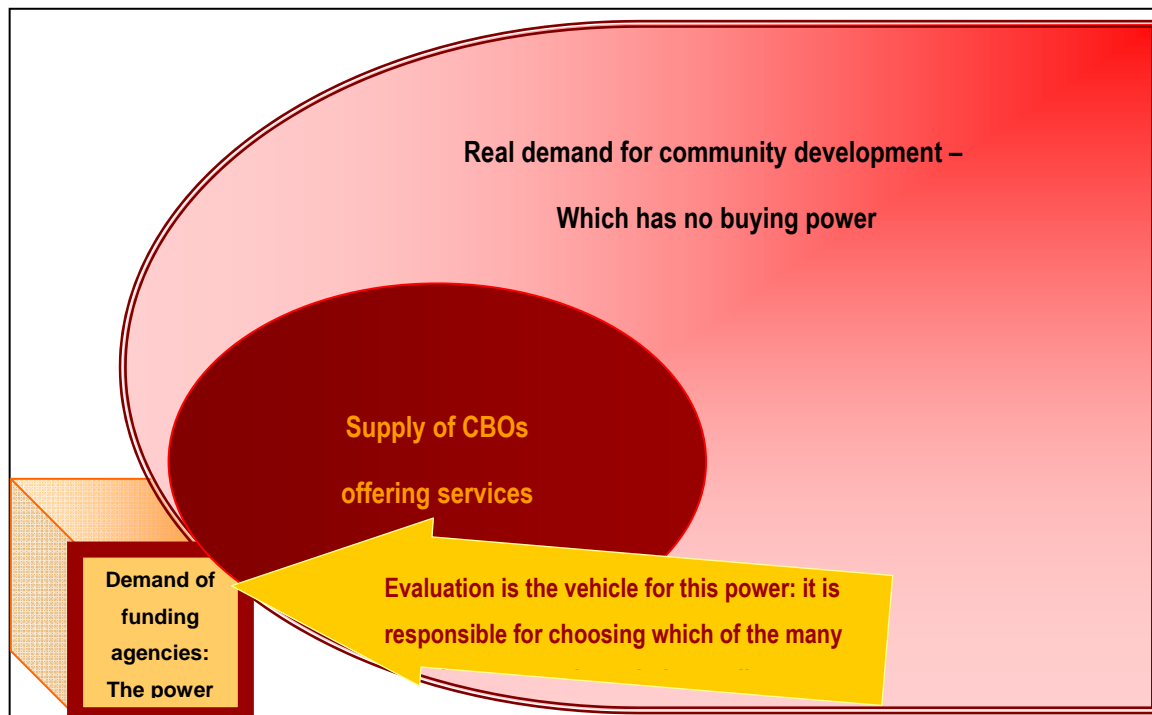 Real demand for community development –
Which has no buying power
Supply of CBOs
offering services
Evaluation is the vehicle for this power: it is
responsible for choosing which of the many
Demand of
funding
agencies:
The power